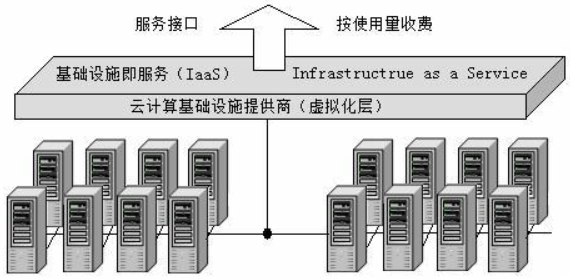 服务接口 按使用量收费
基础设施即服务(IaaS) Infrastructrue as a Service
云计算基础设施提供商(虚拟化层)